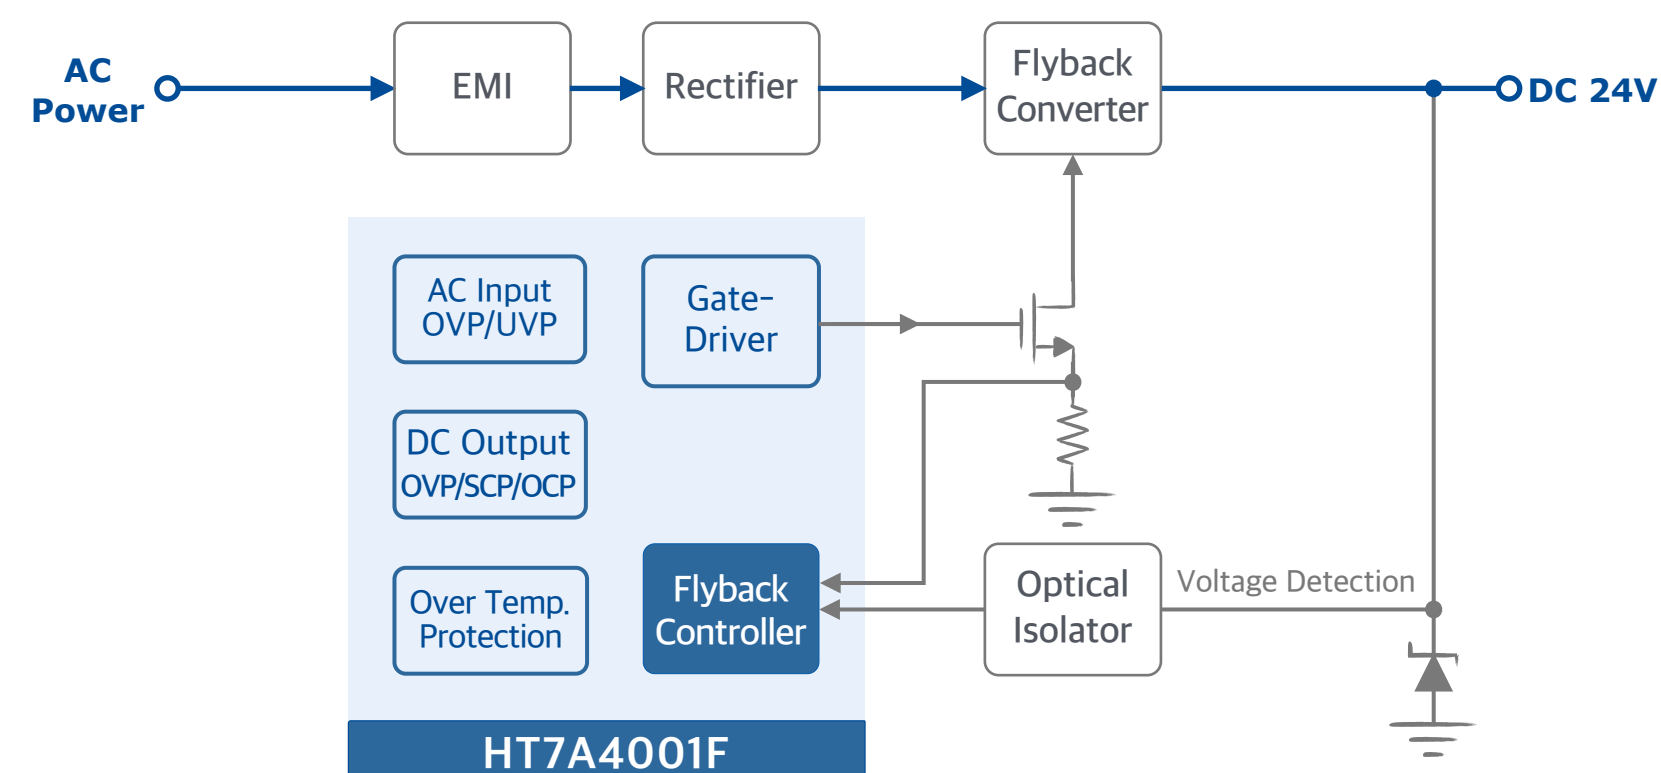 AC
Power
EMI
Rectifier
Flyback
Converter
DC 24V
AC Input
OVP/UVP
Gate-
Driver
DC Output
OVP/SCP/OCP
Over Temp.
Protection
Flyback
Controller
Optical
Isolator
Voltage Detection
HT7A4001F